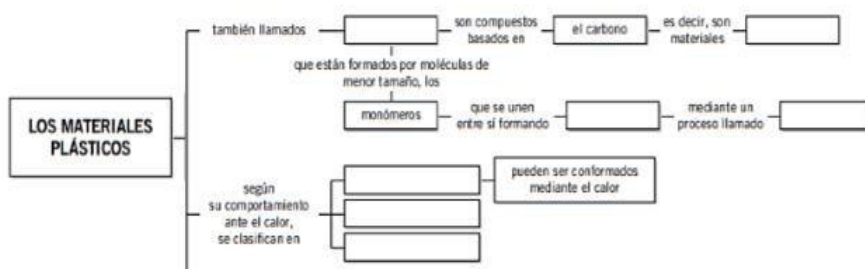 también llamados
son compuestos
basados en
el carbono
es decir, son
materiales
que están formados por moléculas de
menor tamaño, los
LOS MATERIALES
PLÁSTICOS
monómeros
que se unen
entre sí formando
mediante un
proceso llamado
según
su comportamiento
ante el calor,
se clasifican en
pueden ser conformados
mediante el calor